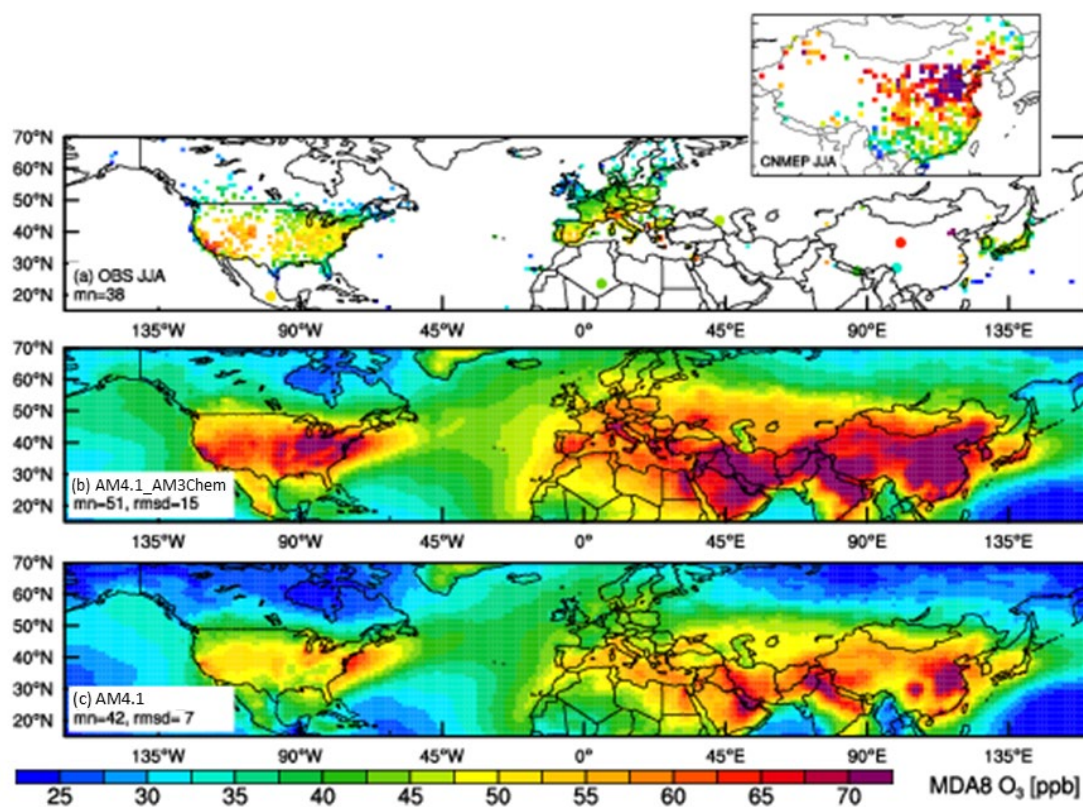 CNMEP JJA
70°N
60°N
50°N
40°N
30°N
20°N
(a) OBS JJA
mn=38
135°W 90°W 45°W 0° 45°E 90°E 135°E
70°N
60°N
50°N
40°N
30°N
20°N
(b) AM4.1_AM3Chem
mn=51, rmsd=15
135°W 90°W 45°W 0° 45°E 90°E 135°E
70°N
60°N
50°N
40°N
30°N
20°N
(c) AM4.1
mn=42, rmsd= 7
135°W 90°W 45°W 0° 45°E 90°E 135°E
25 30 35 40 45 50 55 60 65 70 MDA8 O₃ [ppb]